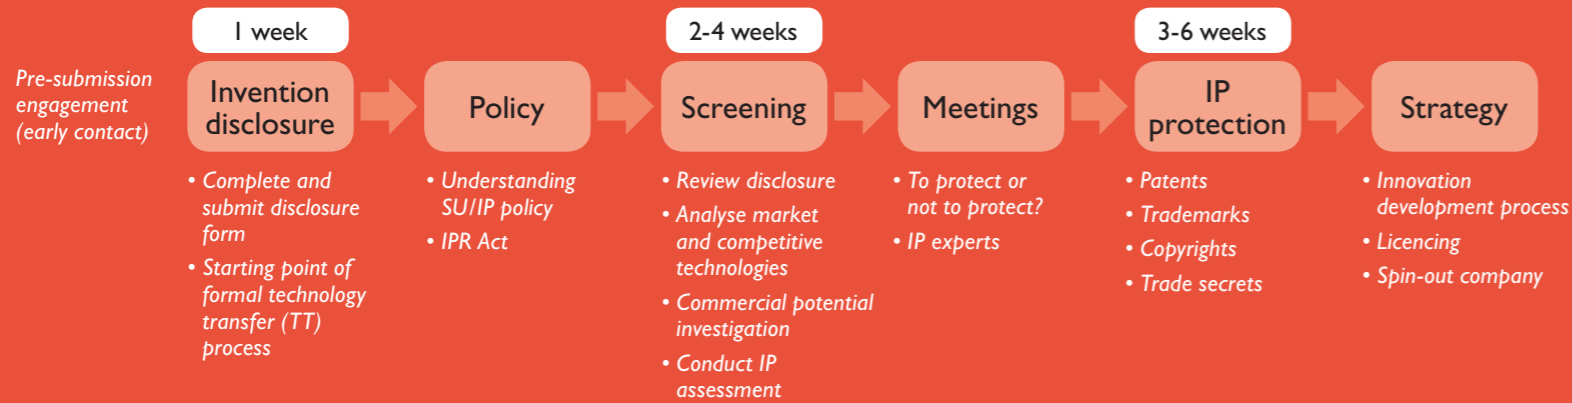 1 week
2-4 weeks
3-6 weeks
Pre-submission
engagement
(early contact)
Invention
disclosure
Policy
Screening
Meetings
IP
protection
Strategy
• Complete and
submit disclosure
form
• Starting point of
formal technology
transfer (TT)
process
• Understanding
SU/IP policy
• IPR Act
• Review disclosure
• Analyse market
and competitive
technologies
• Commercial potential
investigation
• Conduct IP
assessment
• To protect or
not to protect?
• IP experts
• Patents
• Trademarks
• Copyrights
• Trade secrets
• Innovation
development process
• Licencing
• Spin-out company